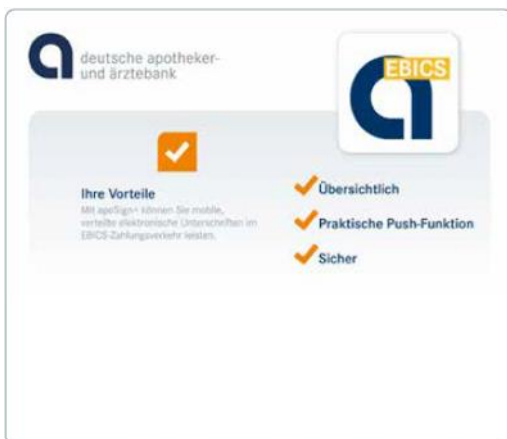 deutsche apotheker-
und ärztebank
EBICS
Ihre Vorteile
Mit apoSign+ können Sie mobile,
verteilte elektronische Unterschriften im
EBICS-Zahlungsverkehr leisten.
Übersichtlich
Praktische Push-Funktion
Sicher